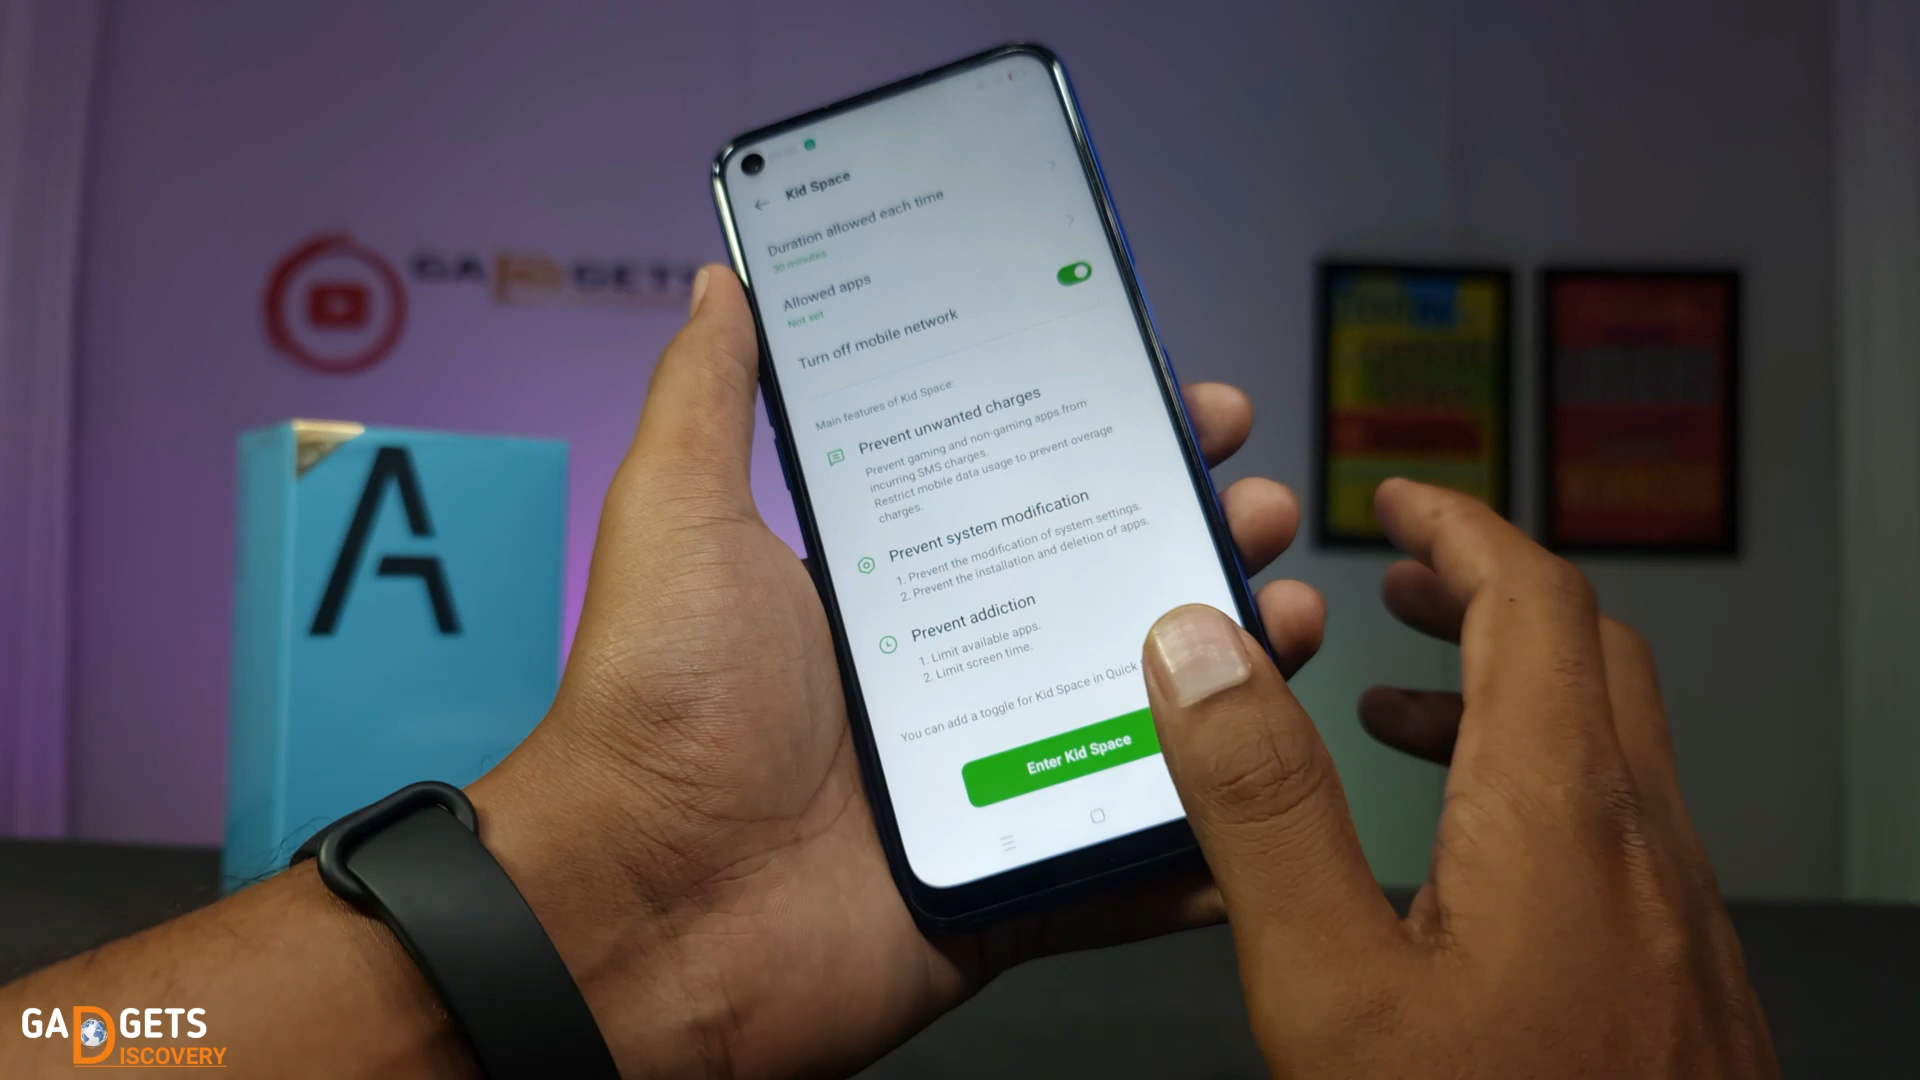 Kid Space
Duration allowed each time
30 minutes
Allowed apps
Not set
Turn off mobile network
Main features of Kid Space:
Prevent unwanted charges
Prevent gaming and non-gaming apps from
incurring SMS charges.
Restrict mobile data usage to prevent overage
charges.
Prevent system modification
1. Prevent the modification of system settings.
2. Prevent the installation and deletion of apps.
Prevent addiction
1. Limit available apps.
2. Limit screen time.
You can add a toggle for Kid Space in Quick
Enter Kid Space
GADGETS
A
GADGETS
DISCOVERY